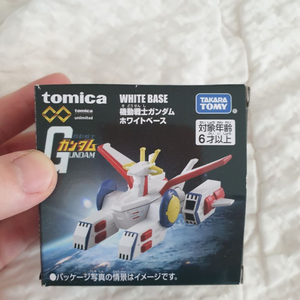 tomica
tomica
unlimited
WHITE BASE
機動戦士ガンダム
ホワイトベース
TAKARA
TOMY
対象年齢
6才以上
ガンダム
GUNDAM
●パッケージ写真の情景はイメージです。